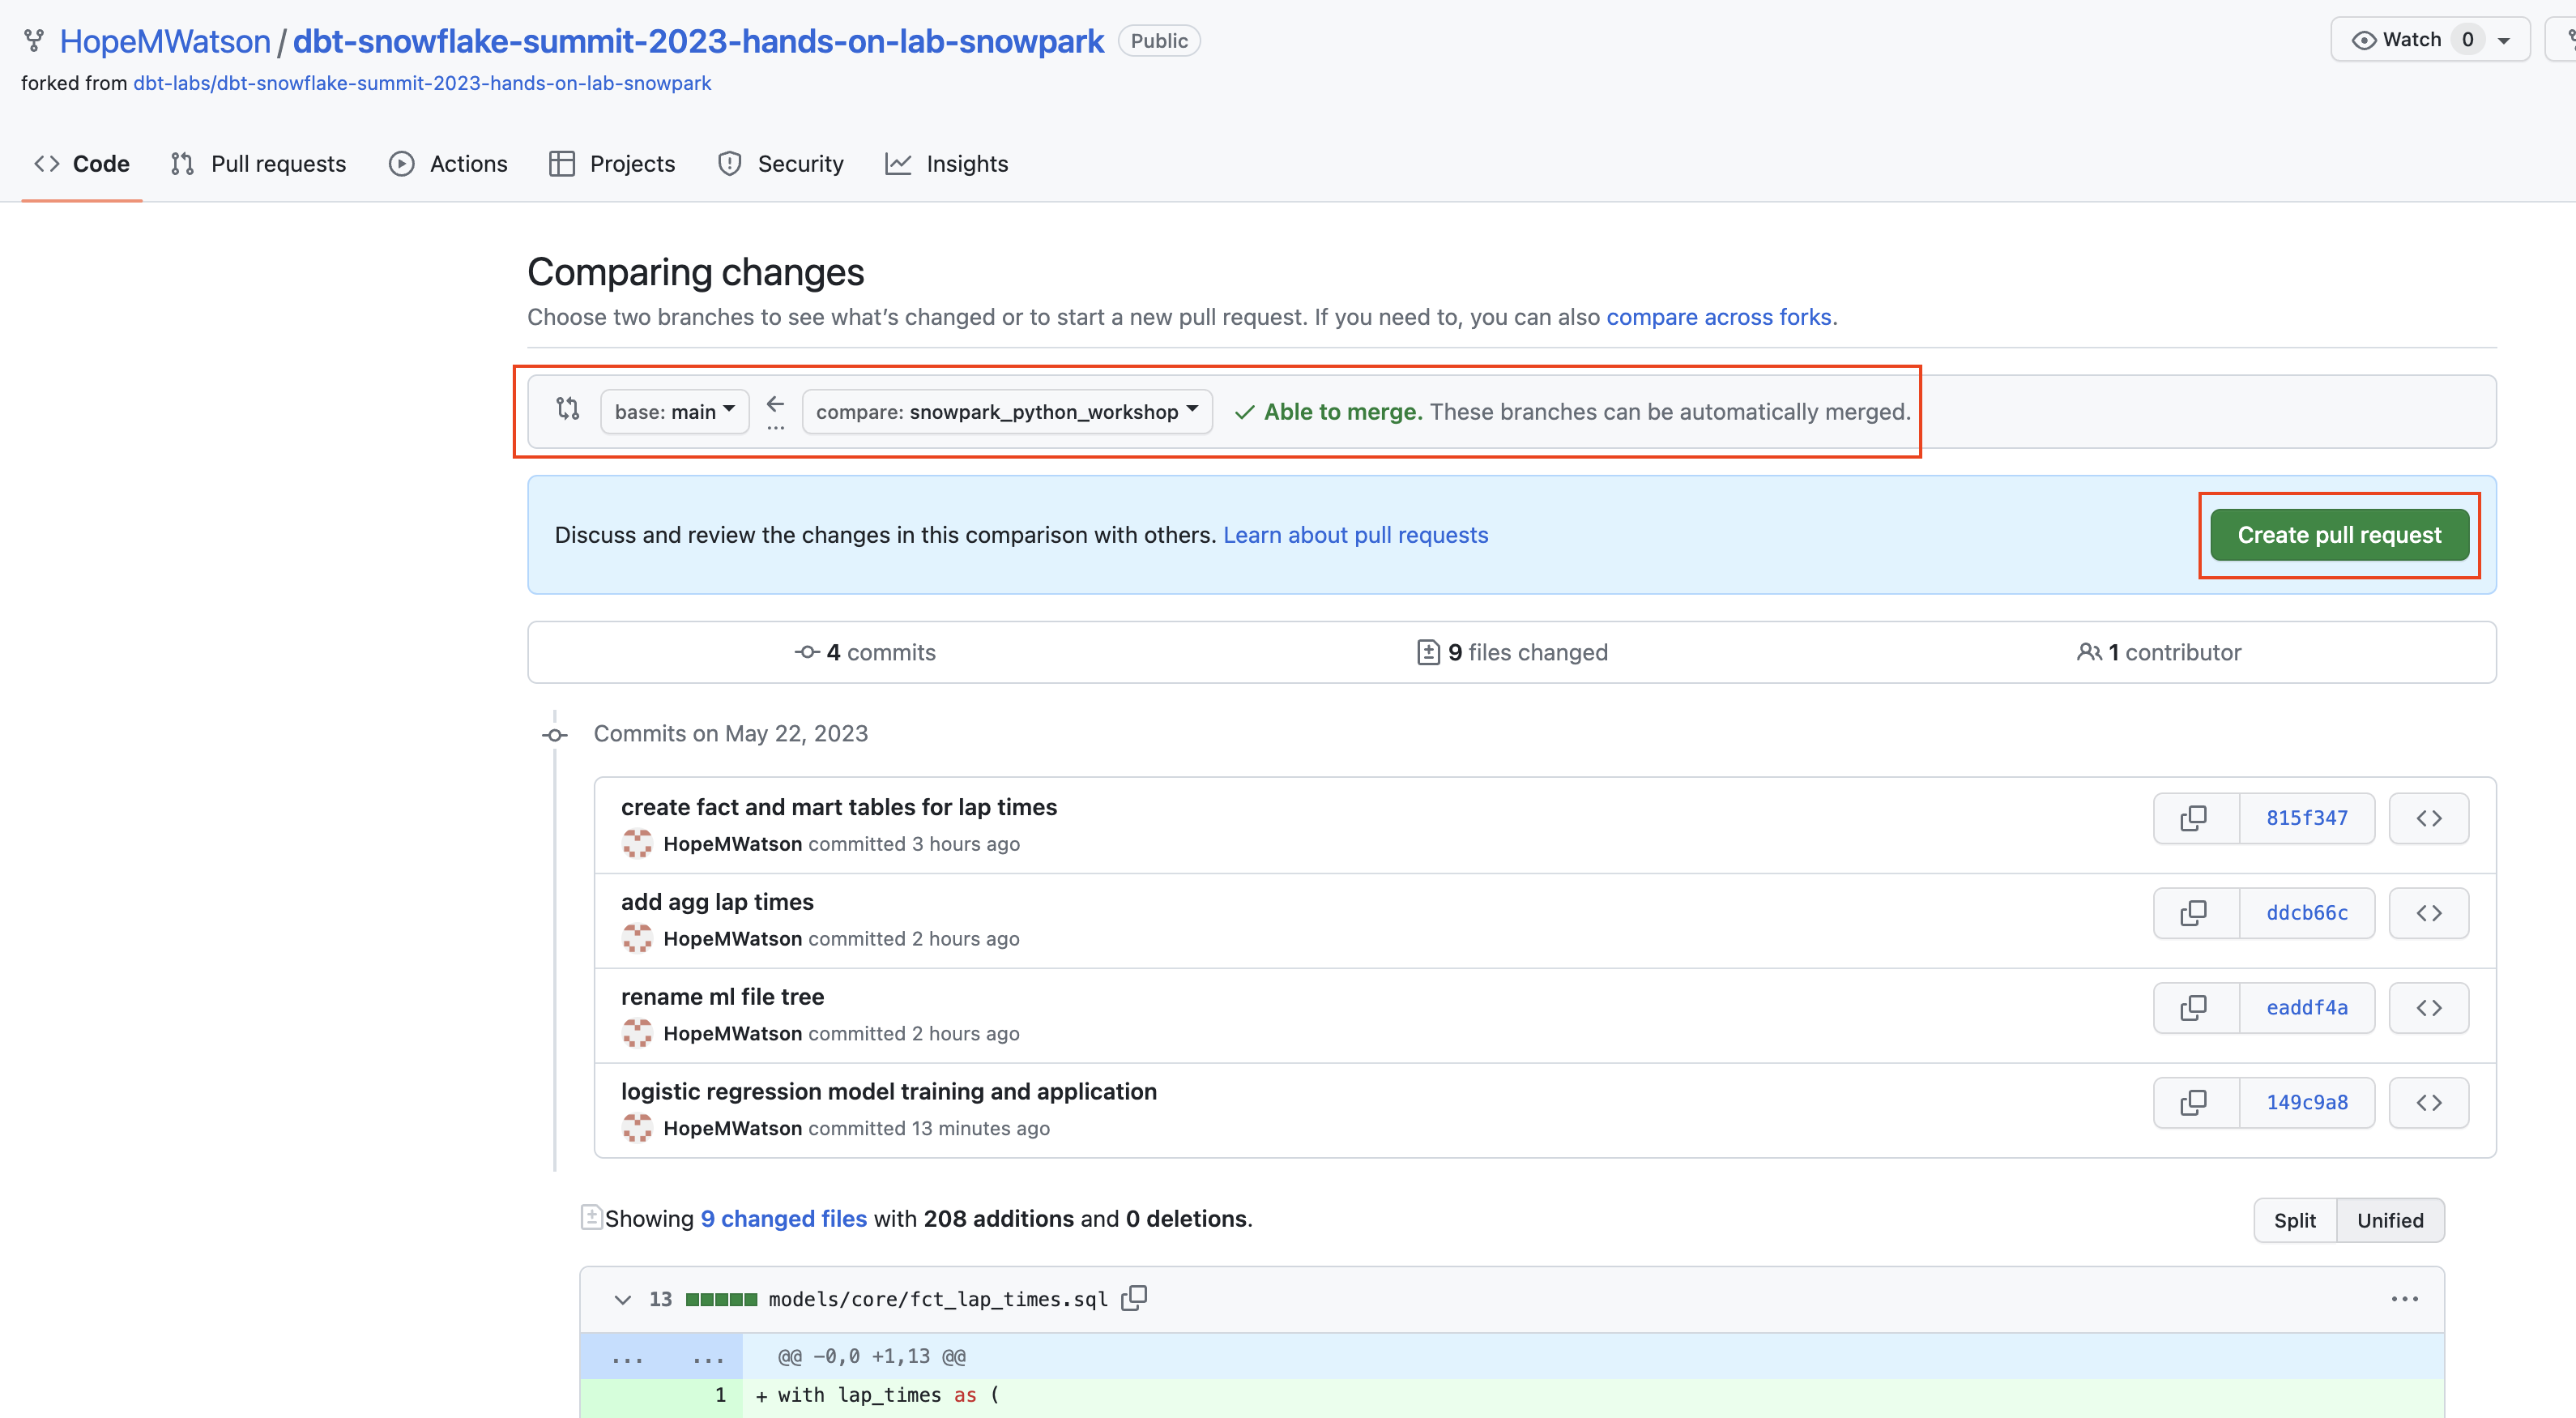 HopeMWatson / dbt-snowflake-summit-2023-hands-on-lab-snowpark Public
Watch 0
forked from dbt-labs/dbt-snowflake-summit-2023-hands-on-lab-snowpark
Code Pull requests Actions Projects Security Insights
Comparing changes
Choose two branches to see what's changed or to start a new pull request. If you need to, you can also compare across forks.
base: main ... compare: snowpark_python_workshop ✓ Able to merge. These branches can be automatically merged.
Discuss and review the changes in this comparison with others. Learn about pull requests Create pull request
4 commits 9 files changed 1 contributor
Commits on May 22, 2023
create fact and mart tables for lap times
HopeMWatson committed 3 hours ago
815f347
add agg lap times
HopeMWatson committed 2 hours ago
ddcb66c
rename ml file tree
HopeMWatson committed 2 hours ago
eaddf4a
logistic regression model training and application
HopeMWatson committed 13 minutes ago
149c9a8
Showing 9 changed files with 208 additions and 0 deletions.
Split Unified
13 models/core/fct_lap_times.sql
... ... @@ -0,0 +1,13 @@
1 + with lap_times as (